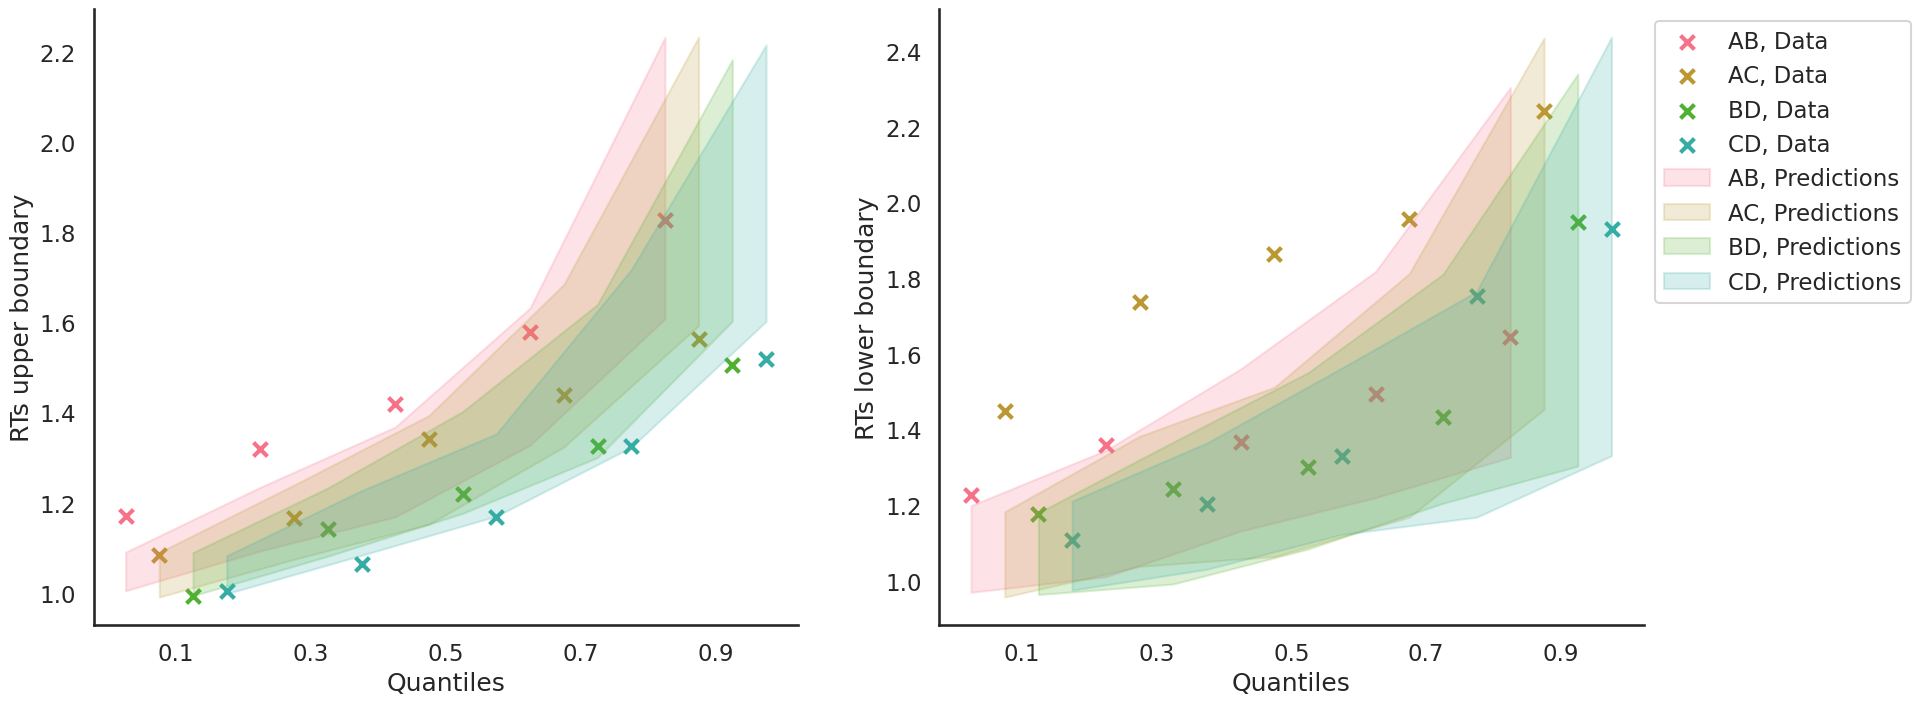 RTs upper boundary
2.2
2.0
1.8
1.6
1.4
1.2
1.0
0.1 0.3 0.5 0.7 0.9
Quantiles
RTs lower boundary
2.4
2.2
2.0
1.8
1.6
1.4
1.2
1.0
0.1 0.3 0.5 0.7 0.9
Quantiles
AB, Data
AC, Data
BD, Data
CD, Data
AB, Predictions
AC, Predictions
BD, Predictions
CD, Predictions